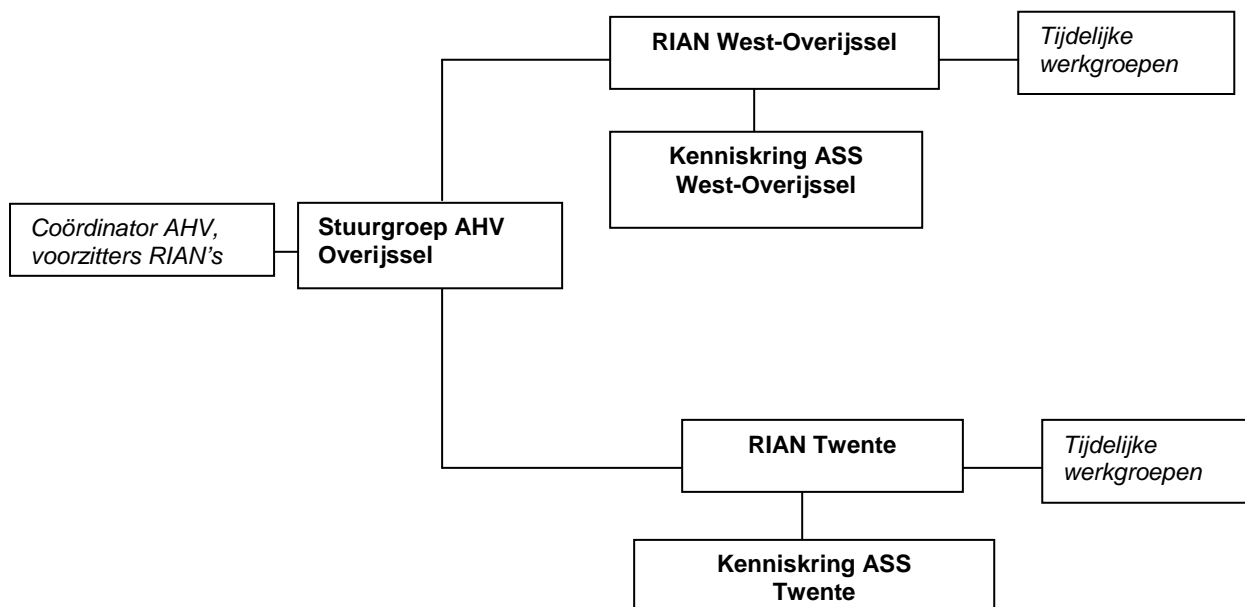 RIAN West-Overijssel
Tijdelijke
werkgroepen
Kenniskring ASS
West-Overijssel
Coördinator AHV,
voorzitters RIAN's
Stuurgroep AHV
Overijssel
RIAN Twente
Tijdelijke
werkgroepen
Kenniskring ASS
Twente